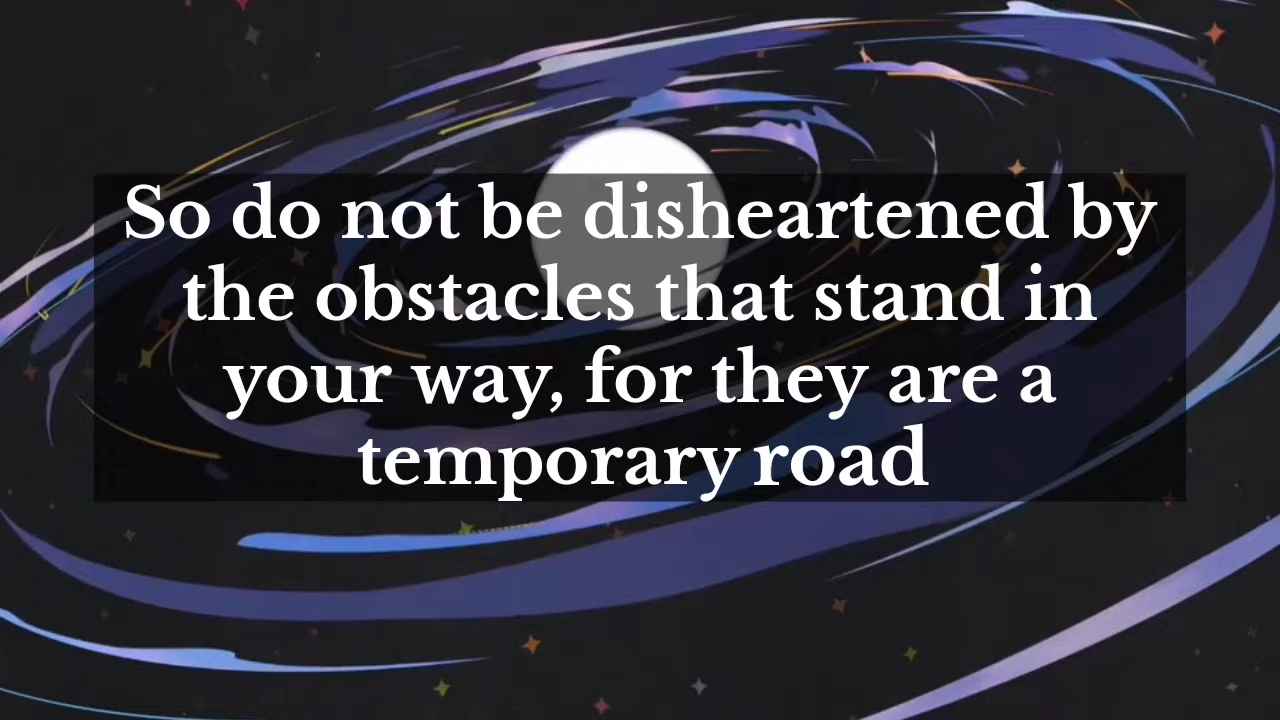 So do not be disheartened by
the obstacles that stand in
your way, for they are a
temporary road